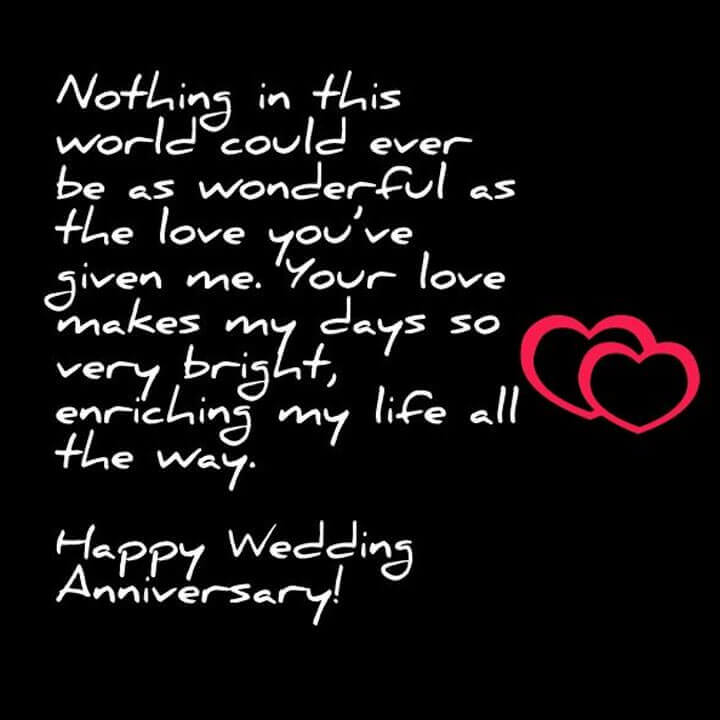 Nothing in this
world could ever
be as wonderful as
the love you've
given me. Your love
makes my days so
very bright,
enriching my life all
the way.
Happy Wedding
Anniversary!